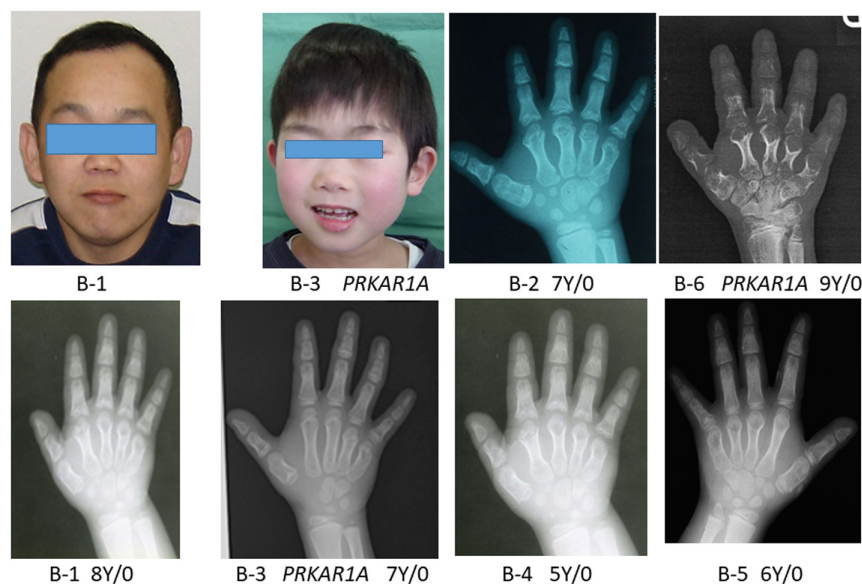 B-1
B-3 PRKAR1A
B-2 7Y/0
B-6 PRKAR1A 9Y/0
B-1 8Y/0
B-3 PRKAR1A 7Y/0
B-4 5Y/0
B-5 6Y/0